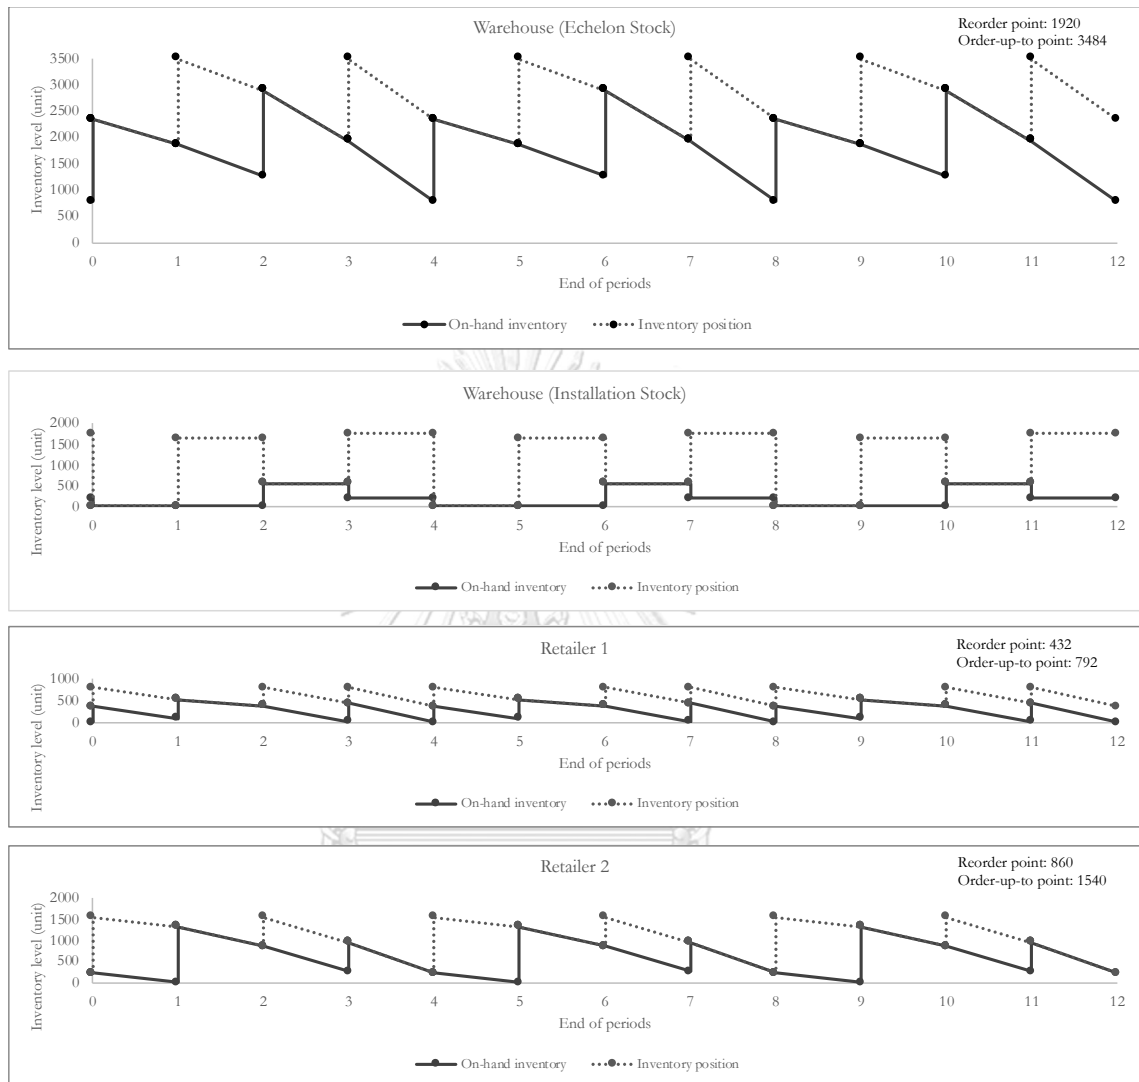 Warehouse (Echelon Stock)
Reorder point: 1920
Order-up-to point: 3484
Inventory level (unit)
3500
3000
2500
2000
1500
1000
500
0
0 1 2 3 4 5 6 7 8 9 10 11 12
End of periods
On-hand inventory Inventory position
Warehouse (Installation Stock)
Inventory level (unit)
2000
1500
1000
500
0
0 1 2 3 4 5 6 7 8 9 10 11 12
End of periods
On-hand inventory Inventory position
Retailer 1
Reorder point: 432
Order-up-to point: 792
Inventory level (unit)
1000
500
0
0 1 2 3 4 5 6 7 8 9 10 11 12
End of periods
On-hand inventory Inventory position
Retailer 2
Reorder point: 860
Order-up-to point: 1540
Inventory level (unit)
2000
1500
1000
500
0
0 1 2 3 4 5 6 7 8 9 10 11 12
End of periods
On-hand inventory Inventory position